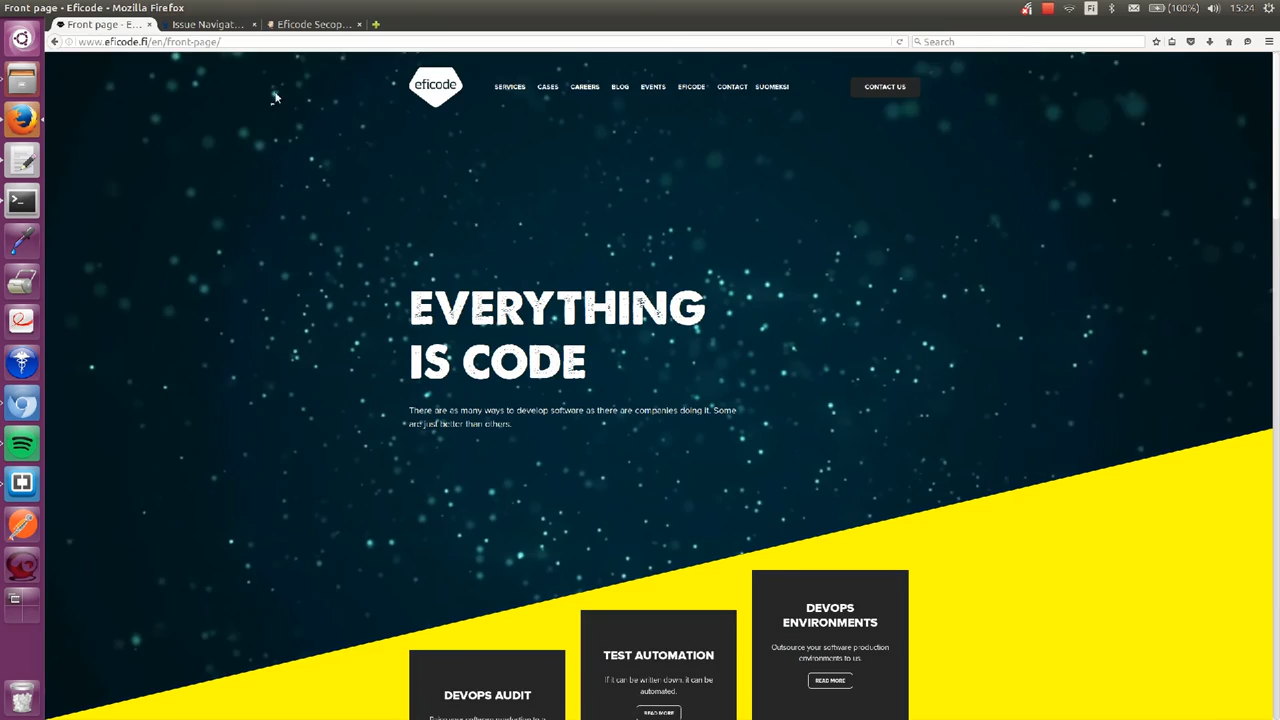 Front page - Eficode - Mozilla Firefox
Fi
(100%)
15:24
Front page - E...
Issue Navigat...
Eficode Secop...
www.eficode.fi/en/front-page/
Search
eficode
SERVICES
CASES
CAREERS
BLOG
EVENTS
EFICODE
CONTACT
SUOMEKSI
CONTACT US
EVERYTHING
IS CODE
There are as many ways to develop software as there are companies doing it. Some
are just better than others.
DEVOPS
ENVIRONMENTS
Outsource your software production
environments to us.
READ MORE
TEST AUTOMATION
If it can be written down, it can be
automated.
READ MORE
DEVOPS AUDIT